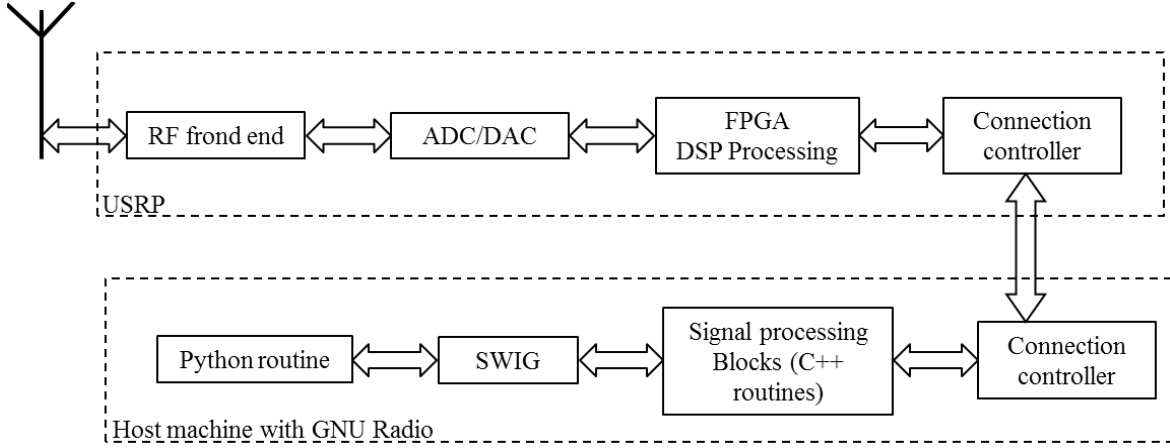 RF frond end
ADC/DAC
FPGA
DSP Processing
Connection
controller
USRP
Python routine
SWIG
Signal processing
Blocks (C++
routines)
Connection
controller
Host machine with GNU Radio